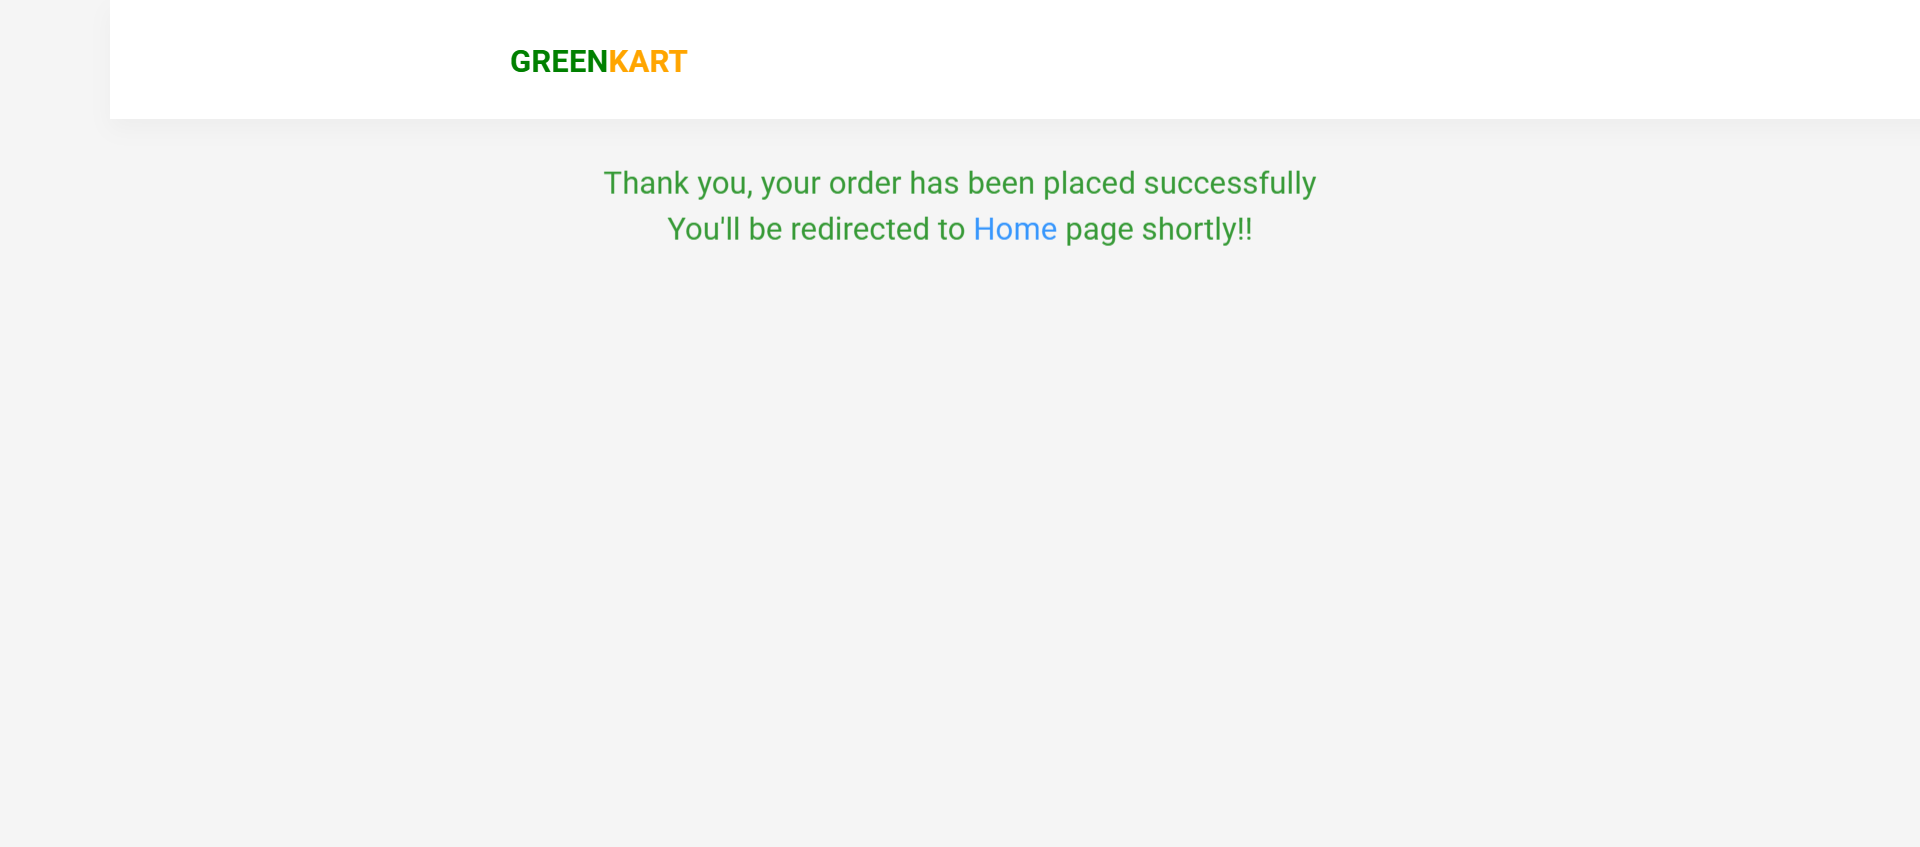 GREENKART
Thank you, your order has been placed successfully
You'll be redirected to Home page shortly!!